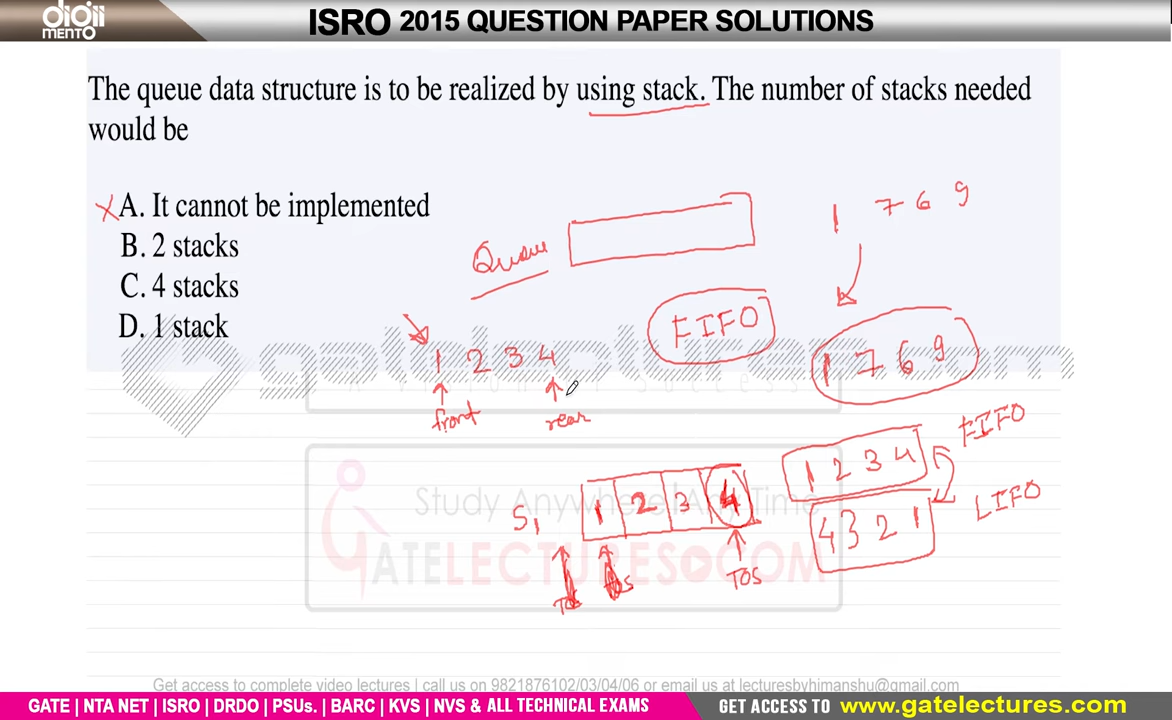 digii
MENTO
ISRO 2015 QUESTION PAPER SOLUTIONS
The queue data structure is to be realized by using stack. The number of stacks needed
would be
A. It cannot be implemented
B. 2 stacks
C. 4 stacks
D. 1 stack
1 7 6 9
Queue
FIFO
1 2 3 4
1 7 6 9
front
rear
FIFO
1 2 3 4
Study Anywhere Any Time
S1 1 2 3 4
LIFO
4 3 2 1
GATELECTURES.COM
TOS
Get access to complete video lectures | call us on 9821876102/03/04/06 or email us at lecturesbyhimanshu@gmail.com
GATE | NTA NET | ISRO | DRDO | PSUs. | BARC | KVS | NVS & ALL TECHNICAL EXAMS
GET ACCESS TO www.gatelectures.com